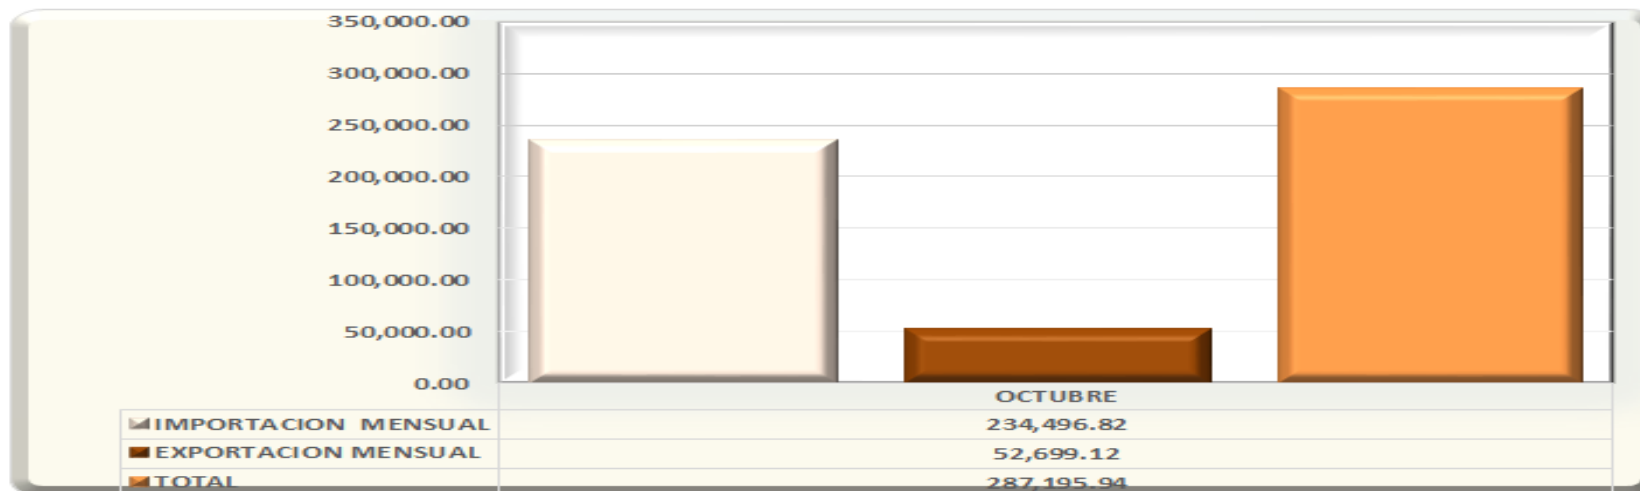 350,000.00
300,000.00
250,000.00
200,000.00
150,000.00
100,000.00
50,000.00
0.00
OCTUBRE
IMPORTACION MENSUAL 234,496.82
EXPORTACION MENSUAL 52,699.12
TOTAL 287,195.94